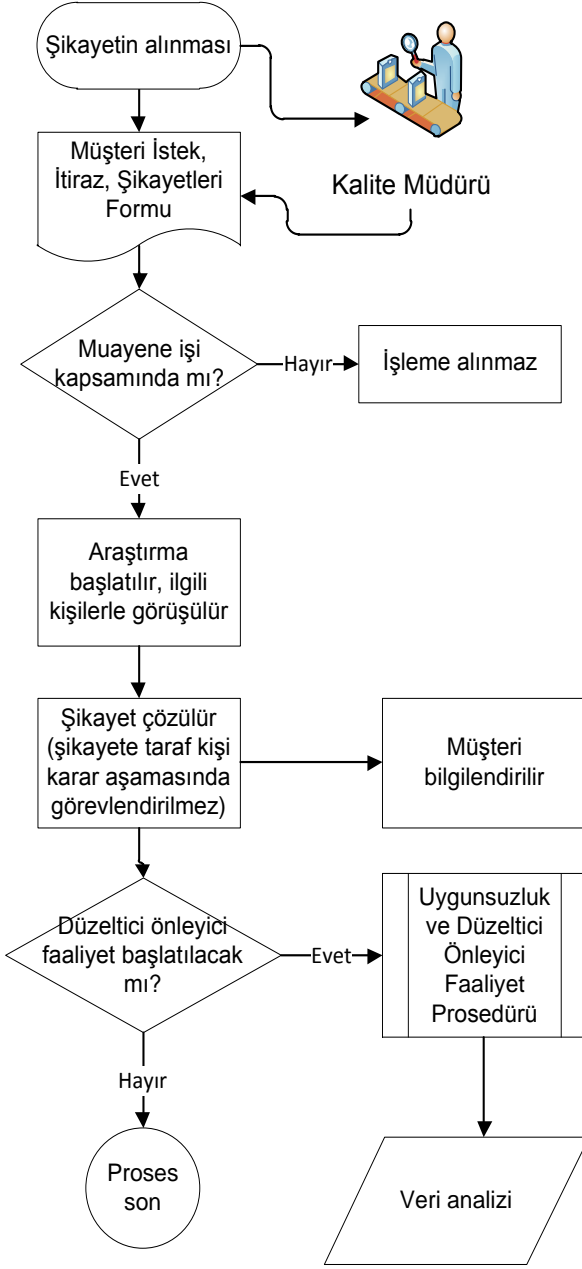 Şikayetin alınması
Müşteri İstek,
İtiraz, Şikayetleri
Formu
Kalite Müdürü
Muayene işi
kapsamında mı?
Hayır
İşleme alınmaz
Evet
Araştırma
başlatılır, ilgili
kişilerle görüşülür
Şikayet çözülür
(şikayete taraf kişi
karar aşamasında
görevlendirilmez)
Müşteri
bilgilendirilir
Düzeltici önleyici
faaliyet başlatılacak
mı?
Evet
Uygunsuzluk
ve Düzeltici
Önleyici
Faaliyet
Prosedürü
Hayır
Proses
son
Veri analizi